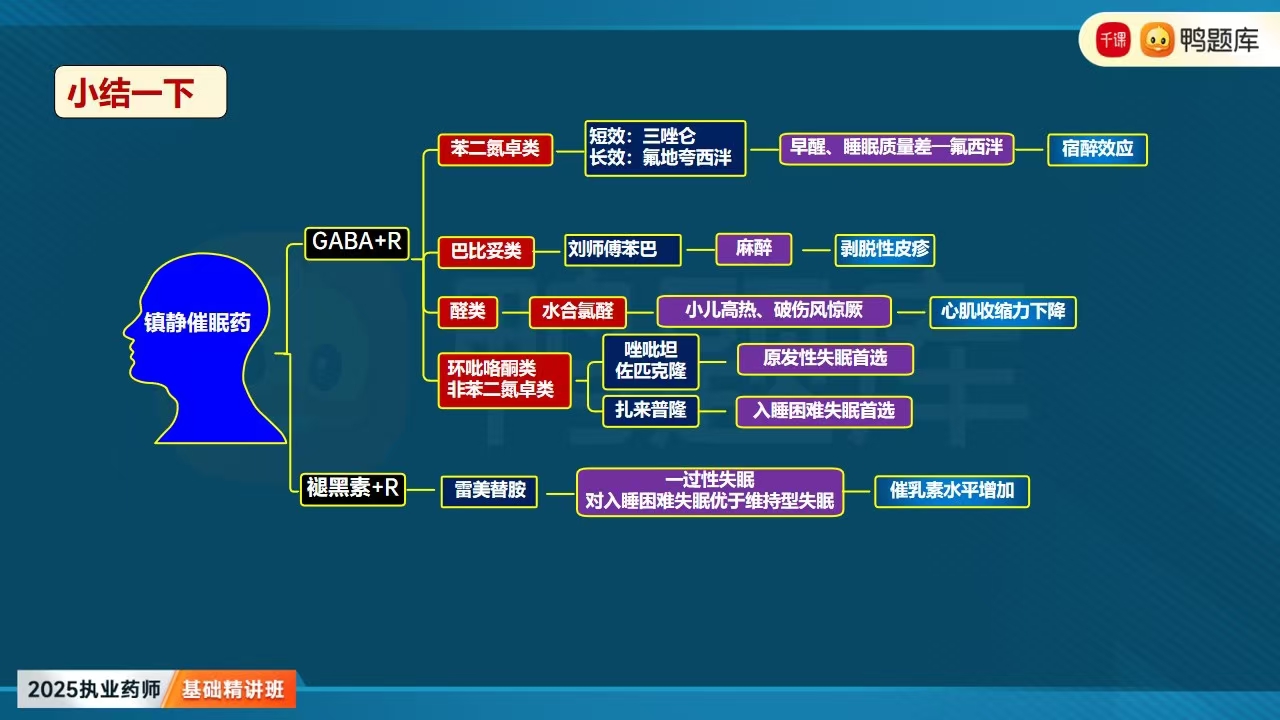 千课 鸭题库
小结一下
苯二氮卓类
短效：三唑仑
长效：氟地夸西泮
早醒、睡眠质量差—氟西泮
宿醉效应
GABA+R
巴比妥类
刘师傅苯巴
麻醉
剥脱性皮疹
镇静催眠药
醛类
水合氯醛
小儿高热、破伤风惊厥
心肌收缩力下降
环吡咯酮类
非苯二氮卓类
唑吡坦
佐匹克隆
原发性失眠首选
扎来普隆
入睡困难失眠首选
褪黑素+R
雷美替胺
一过性失眠
对入睡困难失眠优于维持型失眠
催乳素水平增加
鸭题库
2025执业药师 基础精讲班